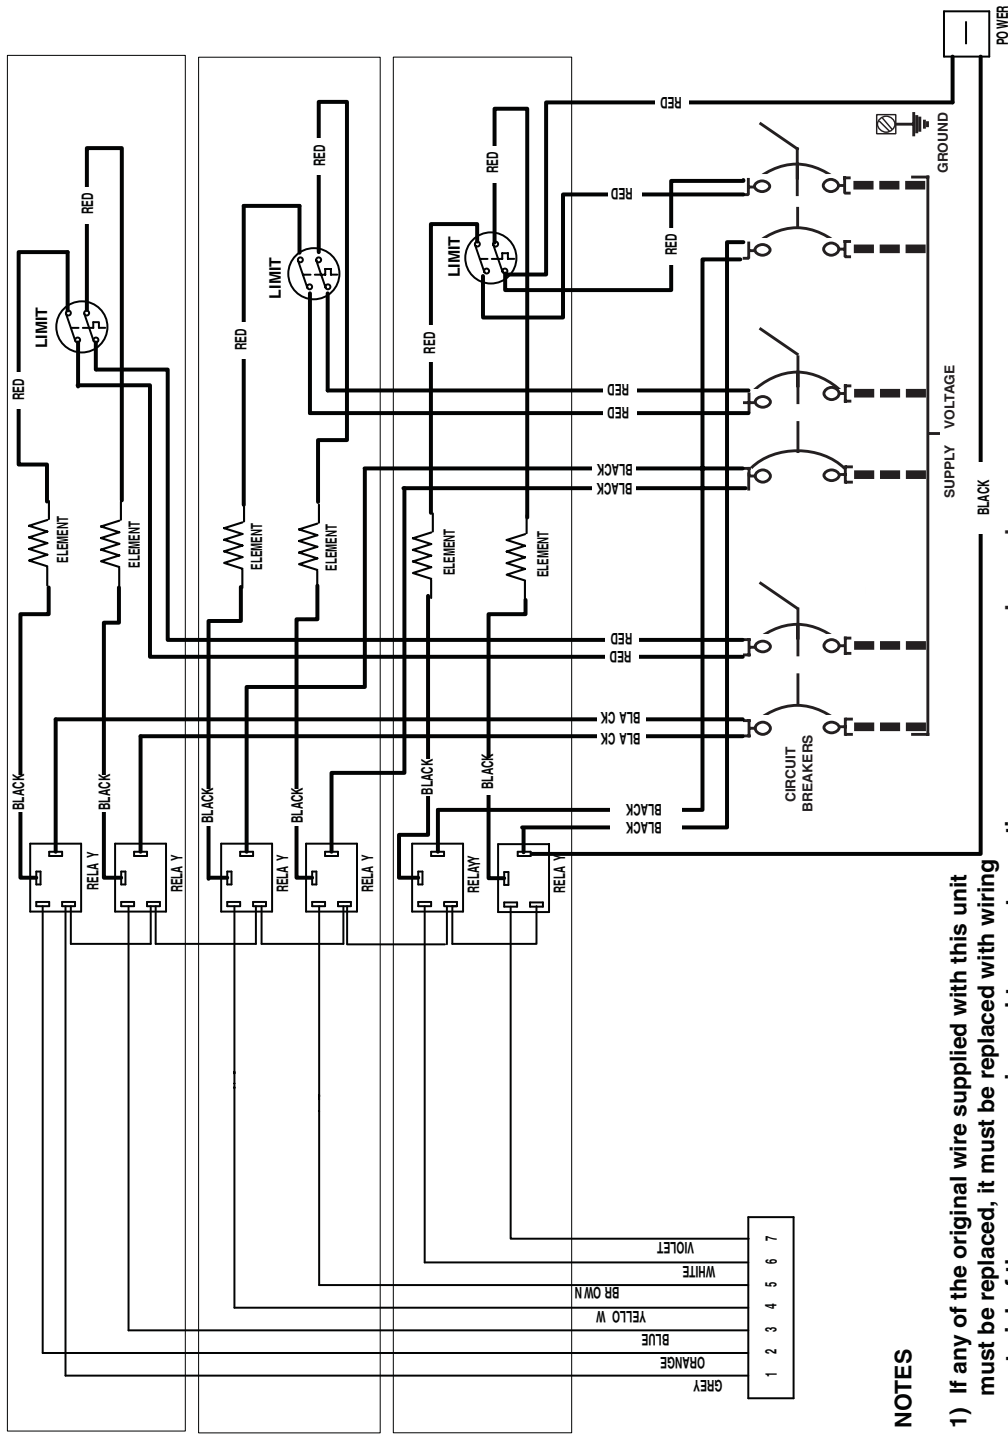 RED
RED
LIMIT
ELEMENT
ELEMENT
BLACK
BLACK
RELA Y
RELA Y
RED
RED
LIMIT
ELEMENT
ELEMENT
BLACK
BLACK
RELA Y
RELA Y
RED
RED
LIMIT
ELEMENT
ELEMENT
BLACK
BLACK
RELAYY
RELA Y
RED
RED
RED
RED
RED
BLACK
BLACK
RED
RED
BLA CK
BLA CK
BLACK
BLACK
POWER
GROUND
SUPPLY VOLTAGE
BLACK
CIRCUIT
BREAKERS
VIOLET
WHITE
BR OW N
YELLO W
BLUE
ORANGE
GREY
1 2 3 4 5 6 7
NOTES
1) If any of the original wire supplied with this unit
must be replaced, it must be replaced with wiring